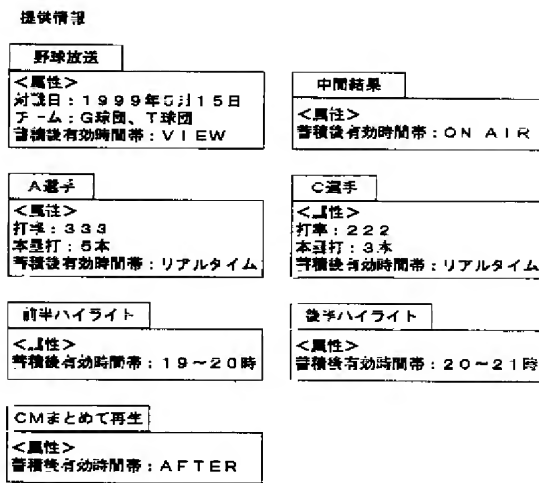 提供情報
野球放送
<属性>
対戦日：1999年5月15日
チーム：G球団、T球団
蓄積後有効時間帯：VIEW
中間結果
<属性>
蓄積後有効時間帯：ON AIR
A選手
<属性>
打率：333
本塁打：5本
蓄積後有効時間帯：リアルタイム
C選手
<属性>
打率：222
本塁打：3本
蓄積後有効時間帯：リアルタイム
前半ハイライト
<属性>
蓄積後有効時間帯：19〜20時
後半ハイライト
<属性>
蓄積後有効時間帯：20〜21時
CMまとめて再生
<属性>
蓄積後有効時間帯：AFTER